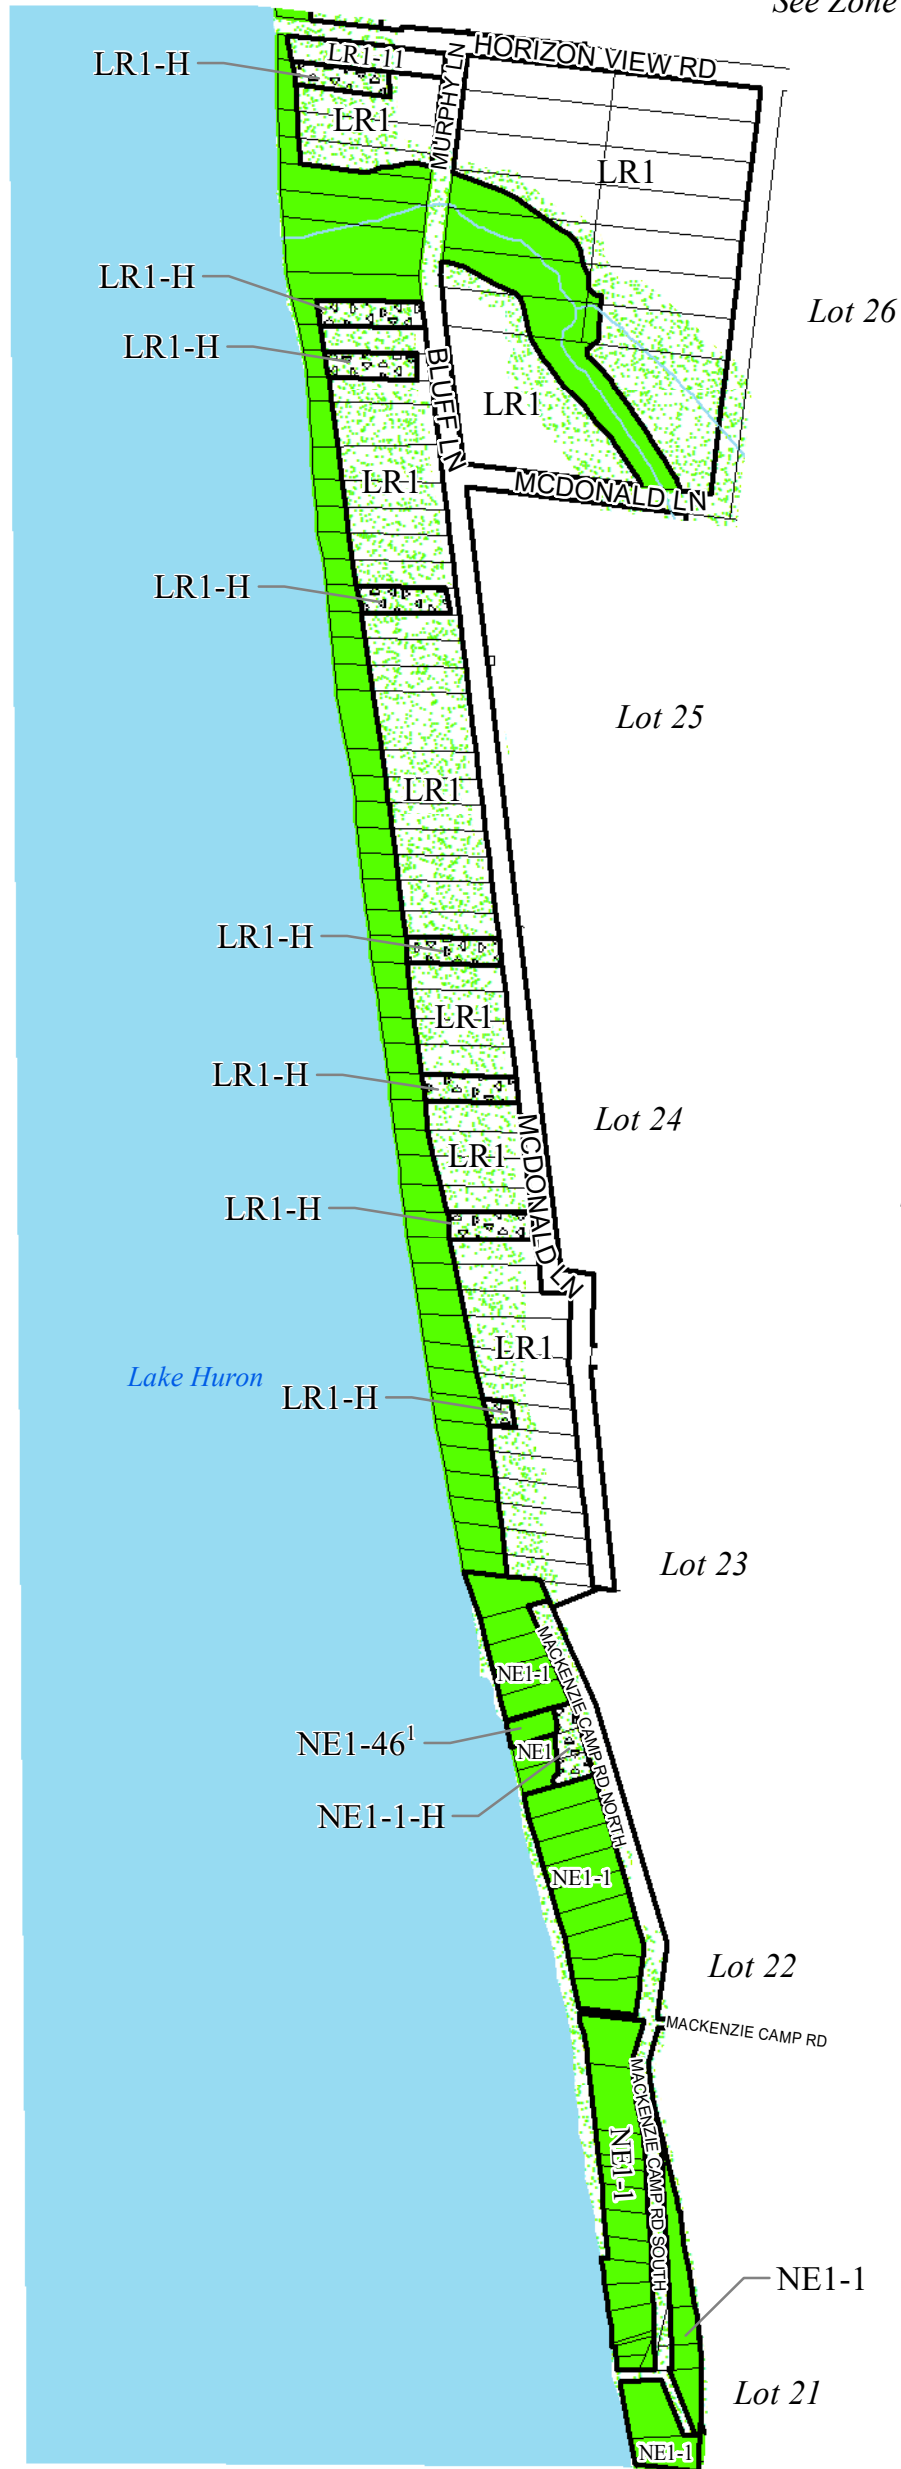 See Zone
HORIZON VIEW RD
LR1-11
LR1-H
MURPHY LN
LR1
LR1
LR1-H
Lot 26
LR1-H
BLUFF LN
LR1
LR1
MCDONALD LN
LR1-H
Lot 25
LR1
LR1-H
LR1
LR1-H
Lot 24
MCDONALD LN
LR1
LR1-H
LR1
Lake Huron
LR1-H
Lot 23
MACKENZIE CAMP RD NORTH
NE1-1
NE1-46¹
NE1
NE1-1-H
NE1-1
Lot 22
MACKENZIE CAMP RD
MACKENZIE CAMP RD SOUTH
NE1-1
NE1-1
Lot 21
NE1-1